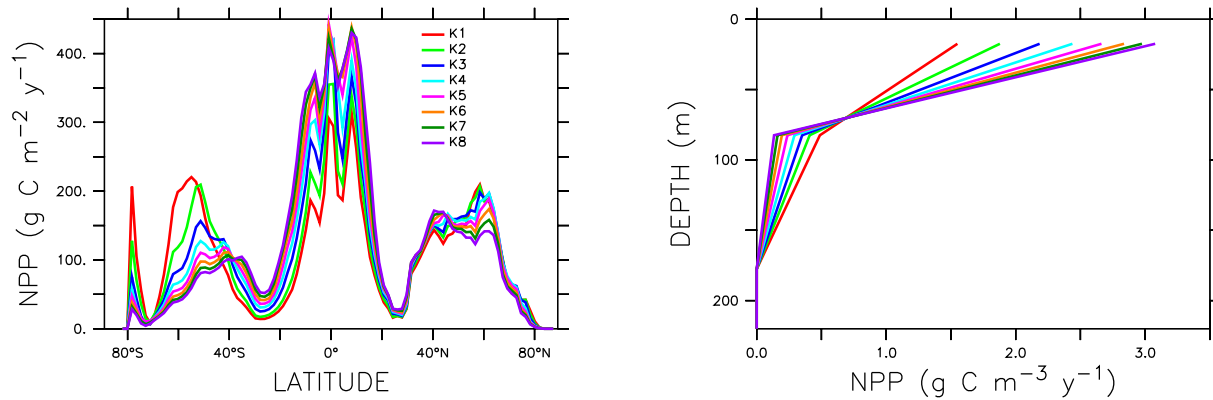 NPP (g C m⁻² y⁻¹)
400.
300.
200.
100.
0.
80°S
40°S
0°
40°N
80°N
LATITUDE
K1
K2
K3
K4
K5
K6
K7
K8
DEPTH (m)
0
100
200
0.0
1.0
2.0
3.0
NPP (g C m⁻³ y⁻¹)